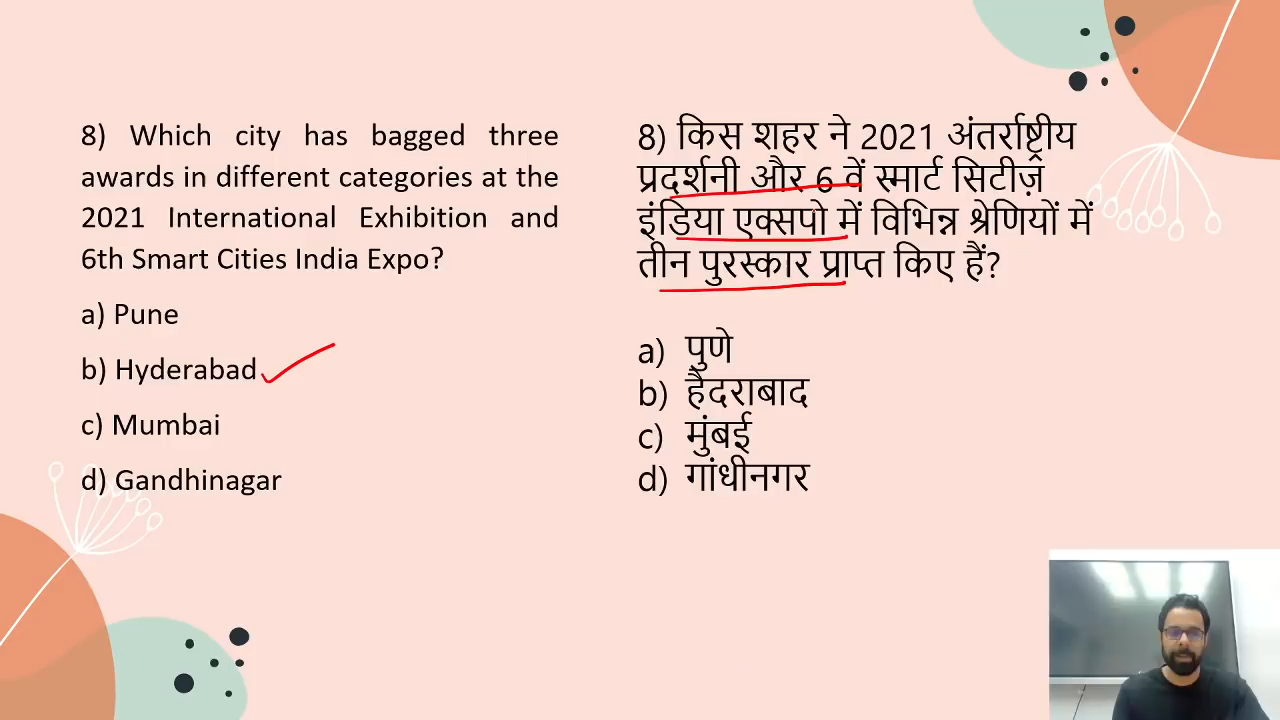 8) Which city has bagged three
awards in different categories at the
2021 International Exhibition and
6th Smart Cities India Expo?
a) Pune
b) Hyderabad
c) Mumbai
d) Gandhinagar
8) किस शहर ने 2021 अंतर्राष्ट्रीय
प्रदर्शनी और 6 वें स्मार्ट सिटीज़
इंडिया एक्सपो में विभिन्न श्रेणियों में
तीन पुरस्कार प्राप्त किए हैं?
a) पुणे
b) हैदराबाद
c) मुंबई
d) गांधीनगर